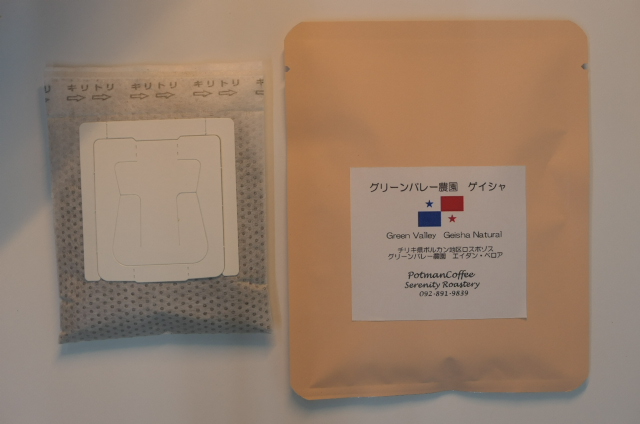 キリトリ キリトリ キリトリ キ
グリーンバレー農園 ゲイシャ
Green Valley Geisha Natural
チリキ県ボルカン地区ロスポゾス
グリーンバレー農園 エイダン・ベロア
PotmanCoffee
Serenity Roastery
092-891-9839